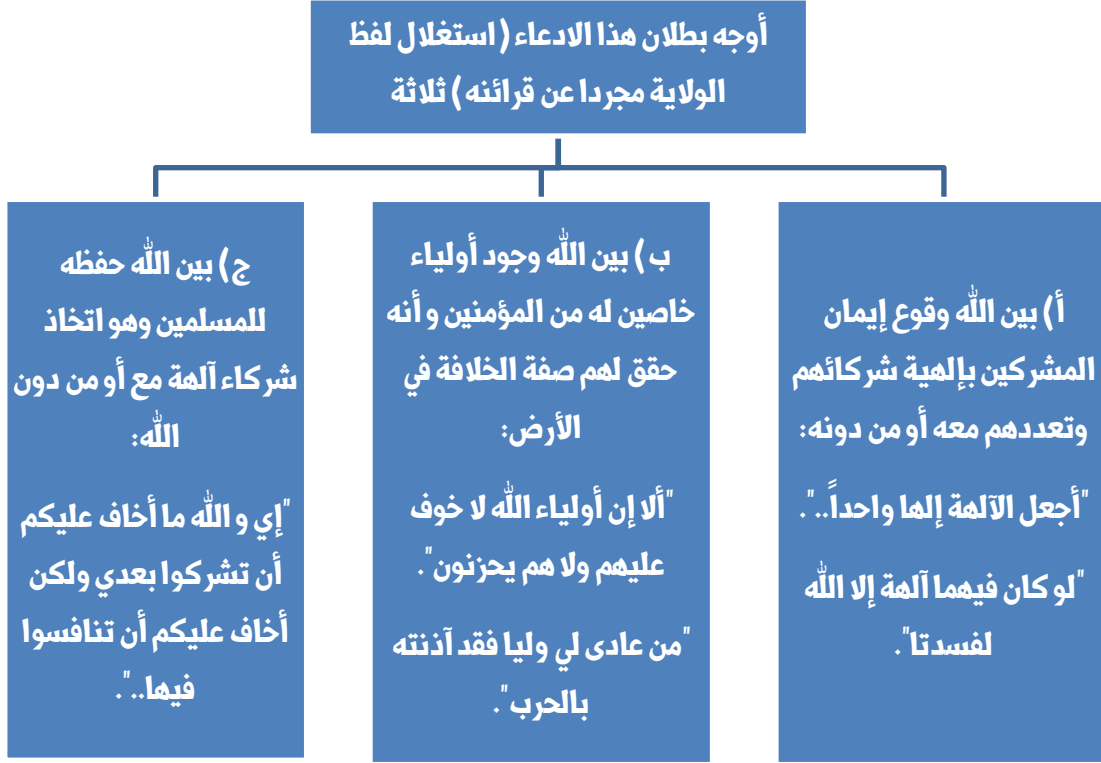 أوجه بطلان هذا الادعاء ( استغلال لفظ
الولاية مجردا عن قرائنه ) ثلاثة
أ) بين الله وقوع إيمان
المشركين بإلهية شركائهم
وتعددهم معه أو من دونه:
"أجعل الآلهة إلها واحداً..".
"لو كان فيهما آلهة إلا الله
لفسدتا".
ب) بين الله وجود أولياء
خاصين له من المؤمنين و أنه
حقق لهم صفة الخلافة في
الأرض:
"ألا إن أولياء الله لا خوف
عليهم ولا هم يحزنون".
"من عادى لي وليا فقد آذنته
بالحرب".
ج) بين الله حفظه
للمسلمين وهو اتخاذ
شركاء آلهة مع أو من دون
الله:
"إي و الله ما أخاف عليكم
أن تشركوا بعدي ولكن
أخاف عليكم أن تنافسوا
فيها..".